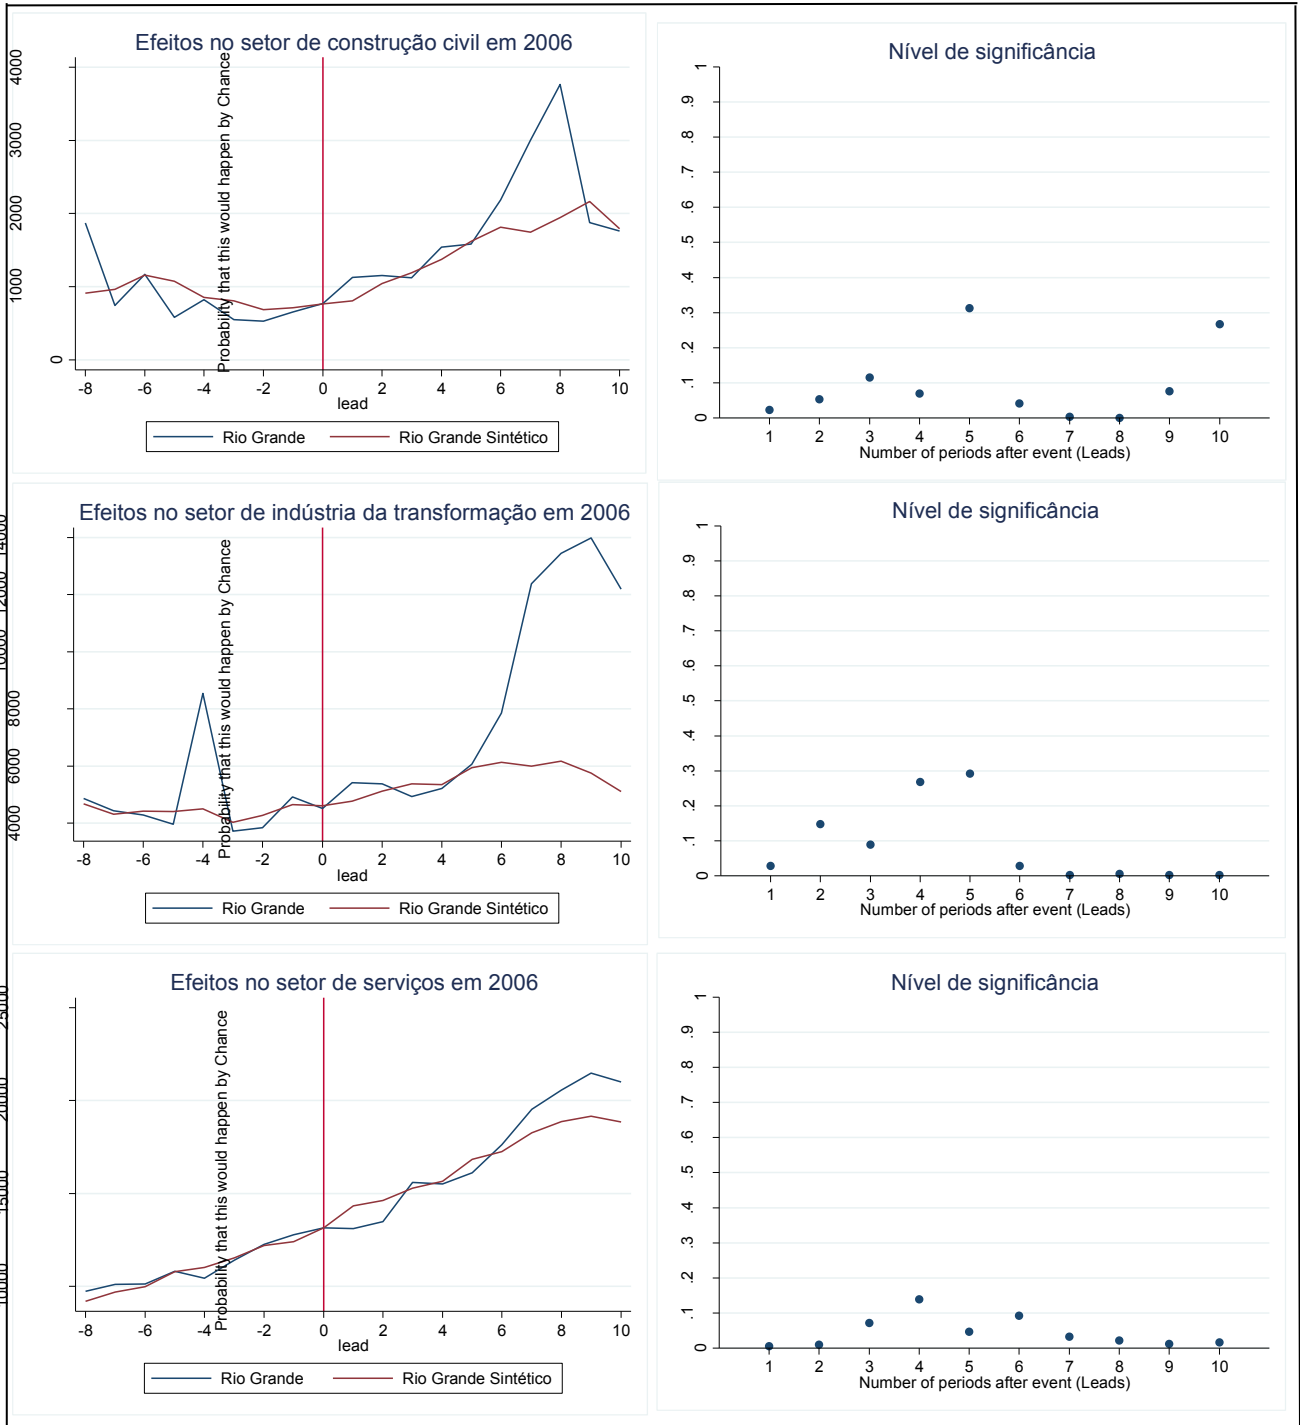 Efeitos no setor de construção civil em 2006
4000
3000
2000
1000
0
Probability that this would happen by Chance
-8 -6 -4 -2 0 2 4 6 8 10
lead
Rio Grande Rio Grande Sintético
Nível de significância
1
.9
.8
.7
.6
.5
.4
.3
.2
.1
0
1 2 3 4 5 6 7 8 9 10
Number of periods after event (Leads)
Efeitos no setor de indústria da transformação em 2006
14000
12000
10000
8000
6000
4000
Probability that this would happen by Chance
-8 -6 -4 -2 0 2 4 6 8 10
lead
Rio Grande Rio Grande Sintético
Nível de significância
1
.9
.8
.7
.6
.5
.4
.3
.2
.1
0
1 2 3 4 5 6 7 8 9 10
Number of periods after event (Leads)
Efeitos no setor de serviços em 2006
25000
20000
15000
10000
Probability that this would happen by Chance
-8 -6 -4 -2 0 2 4 6 8 10
lead
Rio Grande Rio Grande Sintético
Nível de significância
1
.9
.8
.7
.6
.5
.4
.3
.2
.1
0
1 2 3 4 5 6 7 8 9 10
Number of periods after event (Leads)